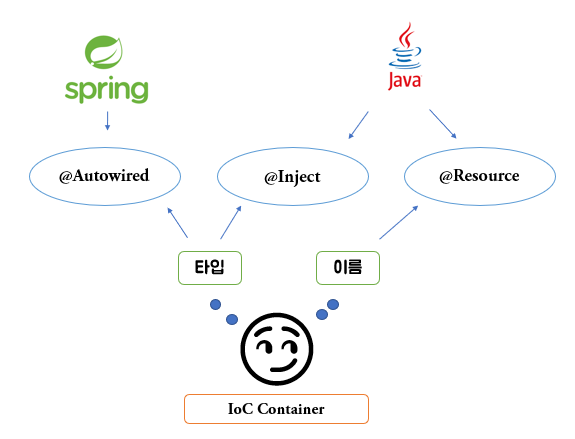 spring
Java
@Autowired
@Inject
@Resource
타입
이름
IoC Container